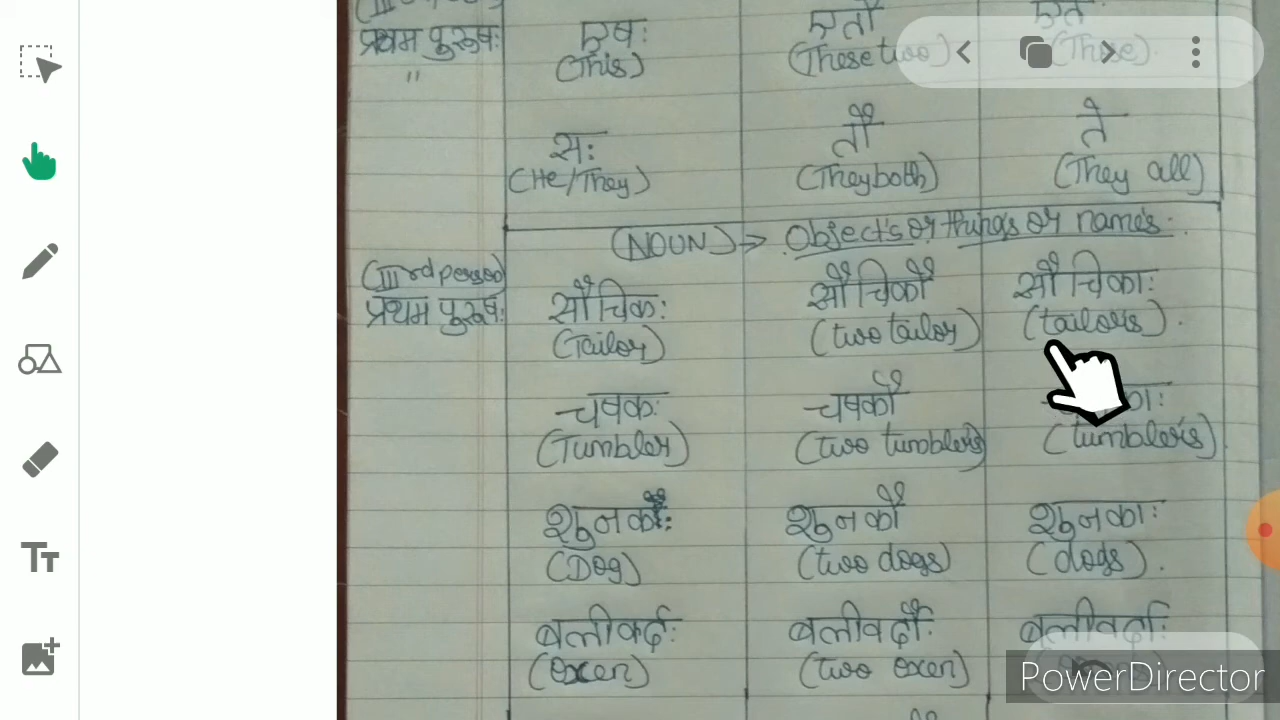 प्रथम पुरूषः एषः एतौ एते
" (This) (These two) (These).
सः तौ ते
(He/They) (They both) (They all)
(NOUN) → Objects or things or names.
(IIIrd person)
प्रथम पुरूषः सौचिकः सौचिकौ सौचिकाः
(Tailor) (two tailor) (tailors).
चषकः चषकौ
(Tumbler) (two tumblers) (tumblers).
शुनकः शुनकौ शुनकाः
(Dog) (two dogs) (dogs).
बलीवर्दः बलीवर्दौः बलीवर्दाः
(oxen) (two oxen)
PowerDirector